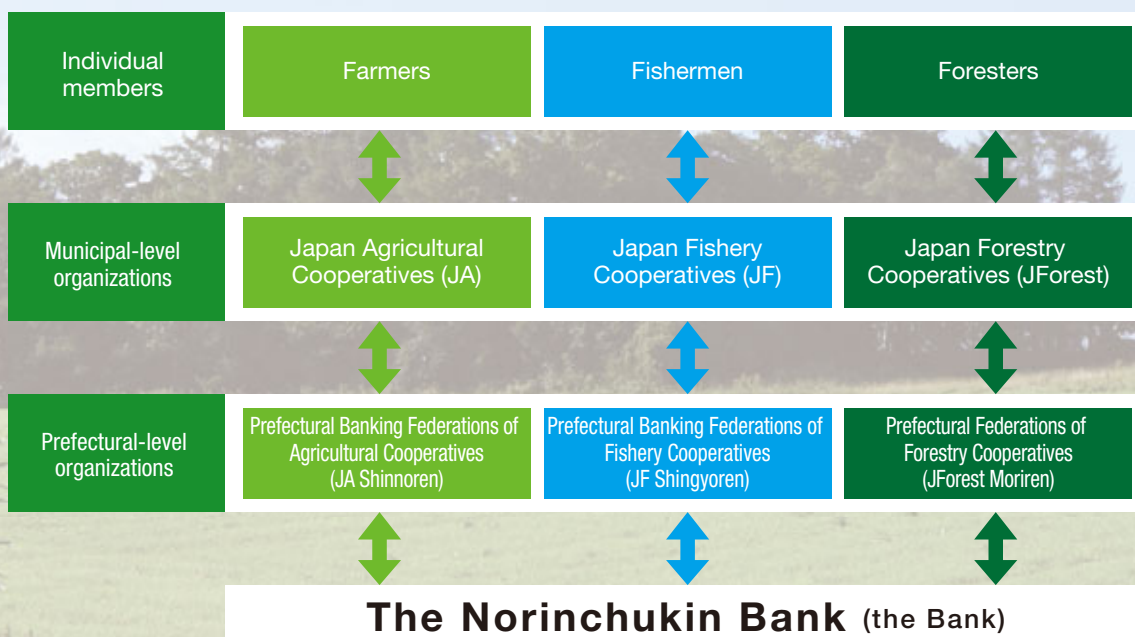 Individual
members
Farmers
Fishermen
Foresters
Municipal-level
organizations
Japan Agricultural
Cooperatives (JA)
Japan Fishery
Cooperatives (JF)
Japan Forestry
Cooperatives (JForest)
Prefectural-level
organizations
Prefectural Banking Federations of
Agricultural Cooperatives
(JA Shinnoren)
Prefectural Banking Federations of
Fishery Cooperatives
(JF Shingyoren)
Prefectural Federations of
Forestry Cooperatives
(JForest Moriren)
The Norinchukin Bank (the Bank)